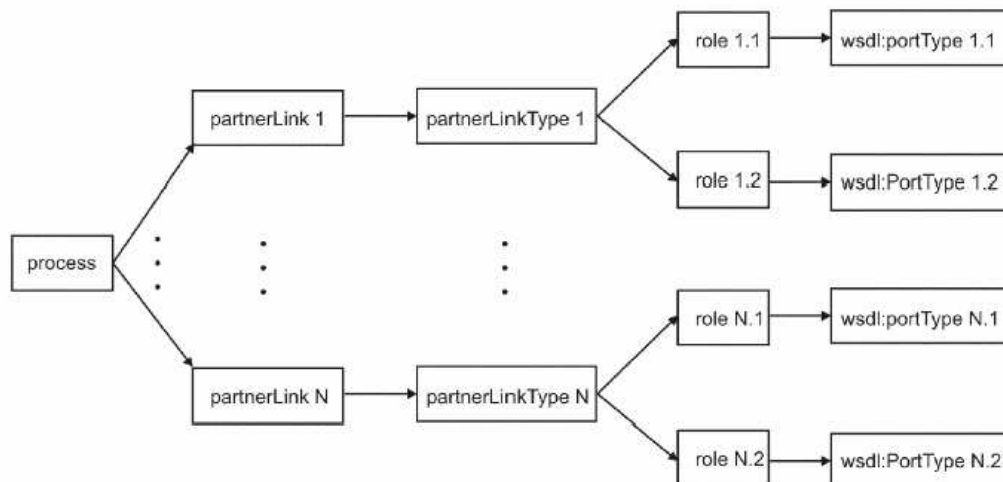 role 1.1
wsdl:portType 1.1
partnerLink 1
partnerLinkType 1
role 1.2
wsdl:PortType 1.2
process
role N.1
wsdl:portType N.1
partnerLink N
partnerLinkType N
role N.2
wsdl:PortType N.2